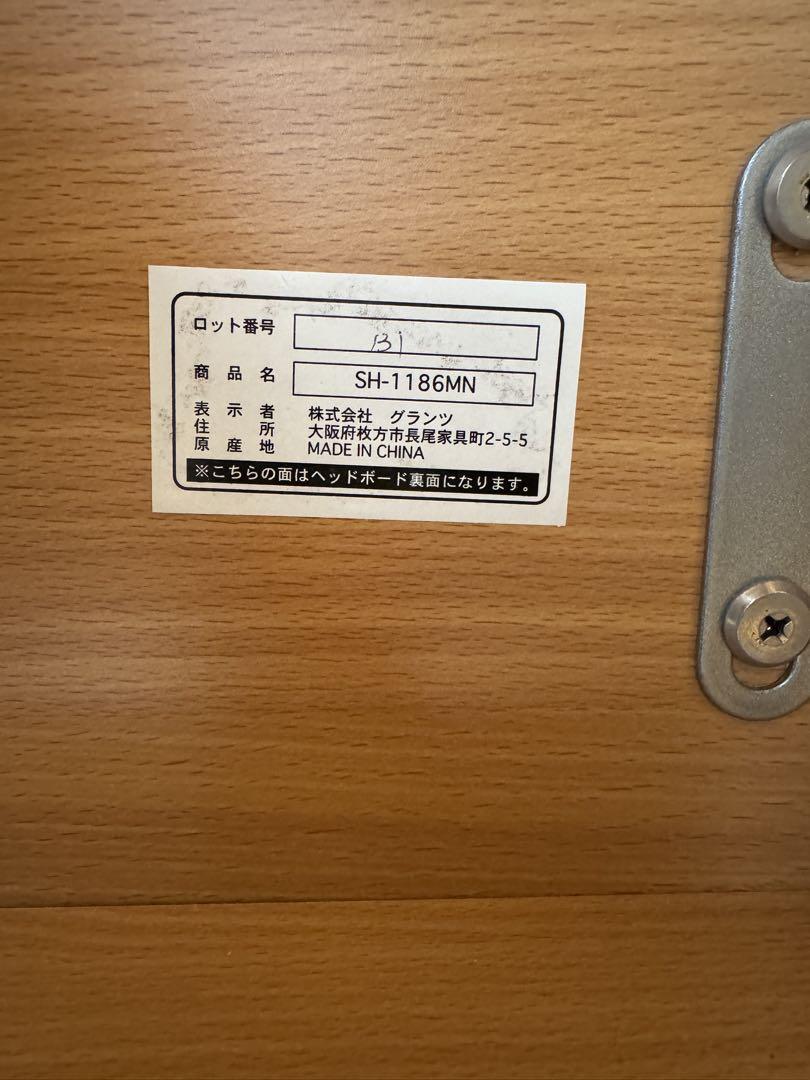 ロット番号
商品名 SH-1186MN
表示者 株式会社 グランツ
住所 大阪府枚方市長尾家具町2-5-5
原産地 MADE IN CHINA
※こちらの面はヘッドボード裏面になります。